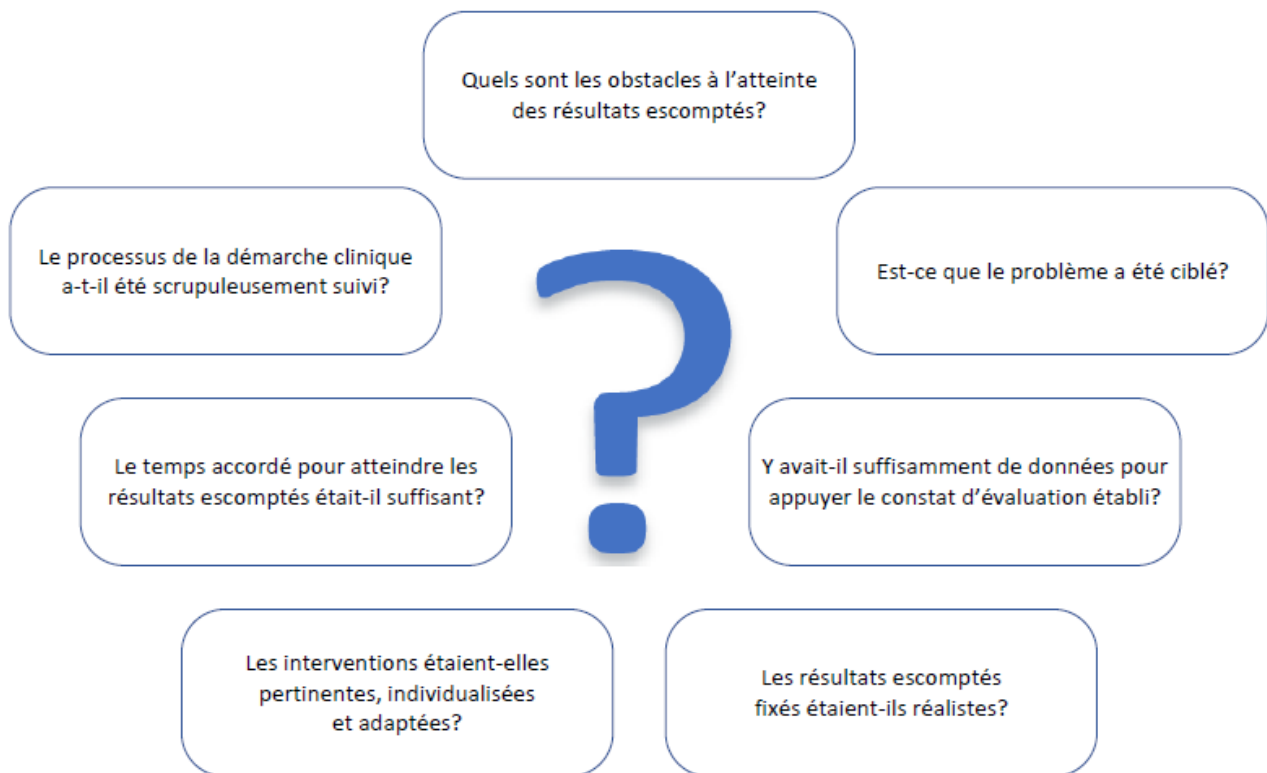 Quels sont les obstacles à l’atteinte
des résultats escomptés?
Le processus de la démarche clinique
a-t-il été scrupuleusement suivi?
Est-ce que le problème a été ciblé?
?
Le temps accordé pour atteindre les
résultats escomptés était-il suffisant?
Y avait-il suffisamment de données pour
appuyer le constat d’évaluation établi?
Les interventions étaient-elles
pertinentes, individualisées
et adaptées?
Les résultats escomptés
fixés étaient-ils réalistes?